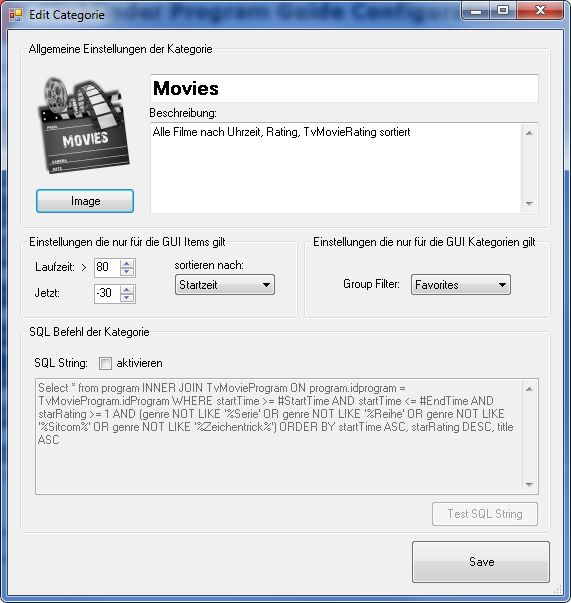 nder Program Guide Configur
Edit Categorie
Allgemeine Einstellungen der Kategorie
MOVIES
Movies
Beschreibung:
Alle Filme nach Uhrzeit, Rating, TvMovieRating sortiert
Image
Einstellungen die nur für die GUI Items gilt
Laufzeit: > 80
sortieren nach:
Jetzt: -30
Startzeit
Einstellungen die nur für die GUI Kategorien gilt
Group Filter: Favorites
SQL Befehl der Kategorie
SQL String: aktivieren
Select * from program INNER JOIN TvMovieProgram ON program.idprogram =
TvMovieProgram.idProgram WHERE startTime >= #StartTime AND startTime <= #EndTime AND
starRating >= 1 AND (genre NOT LIKE '%Serie' OR genre NOT LIKE '%Reihe' OR genre NOT LIKE
'%Sitcom%' OR genre NOT LIKE '%Zeichentrick%') ORDER BY startTime ASC, starRating DESC, title
ASC
Test SQL String
Save